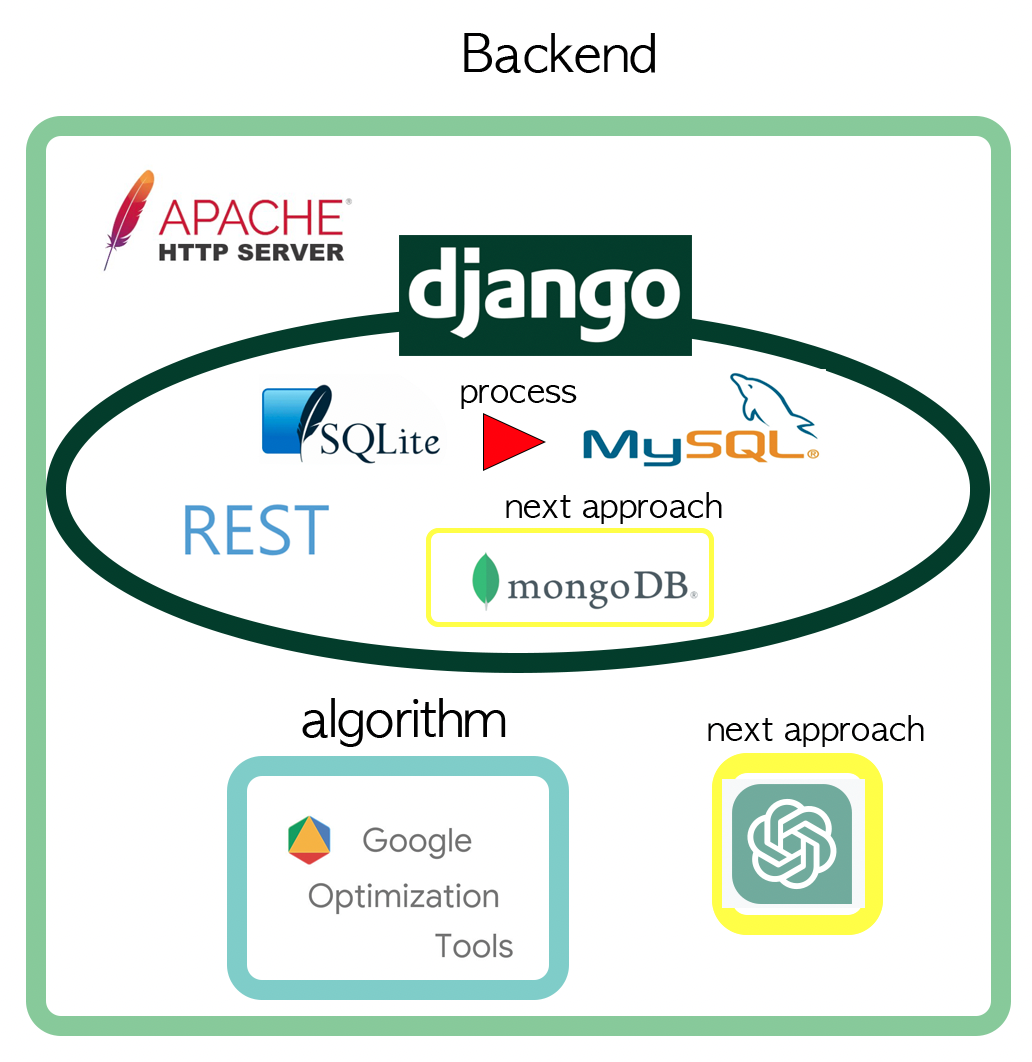 Backend
APACHE®
HTTP SERVER
django
process
SQLite
MySQL®
REST
next approach
mongoDB®
algorithm
next approach
Google
Optimization
Tools